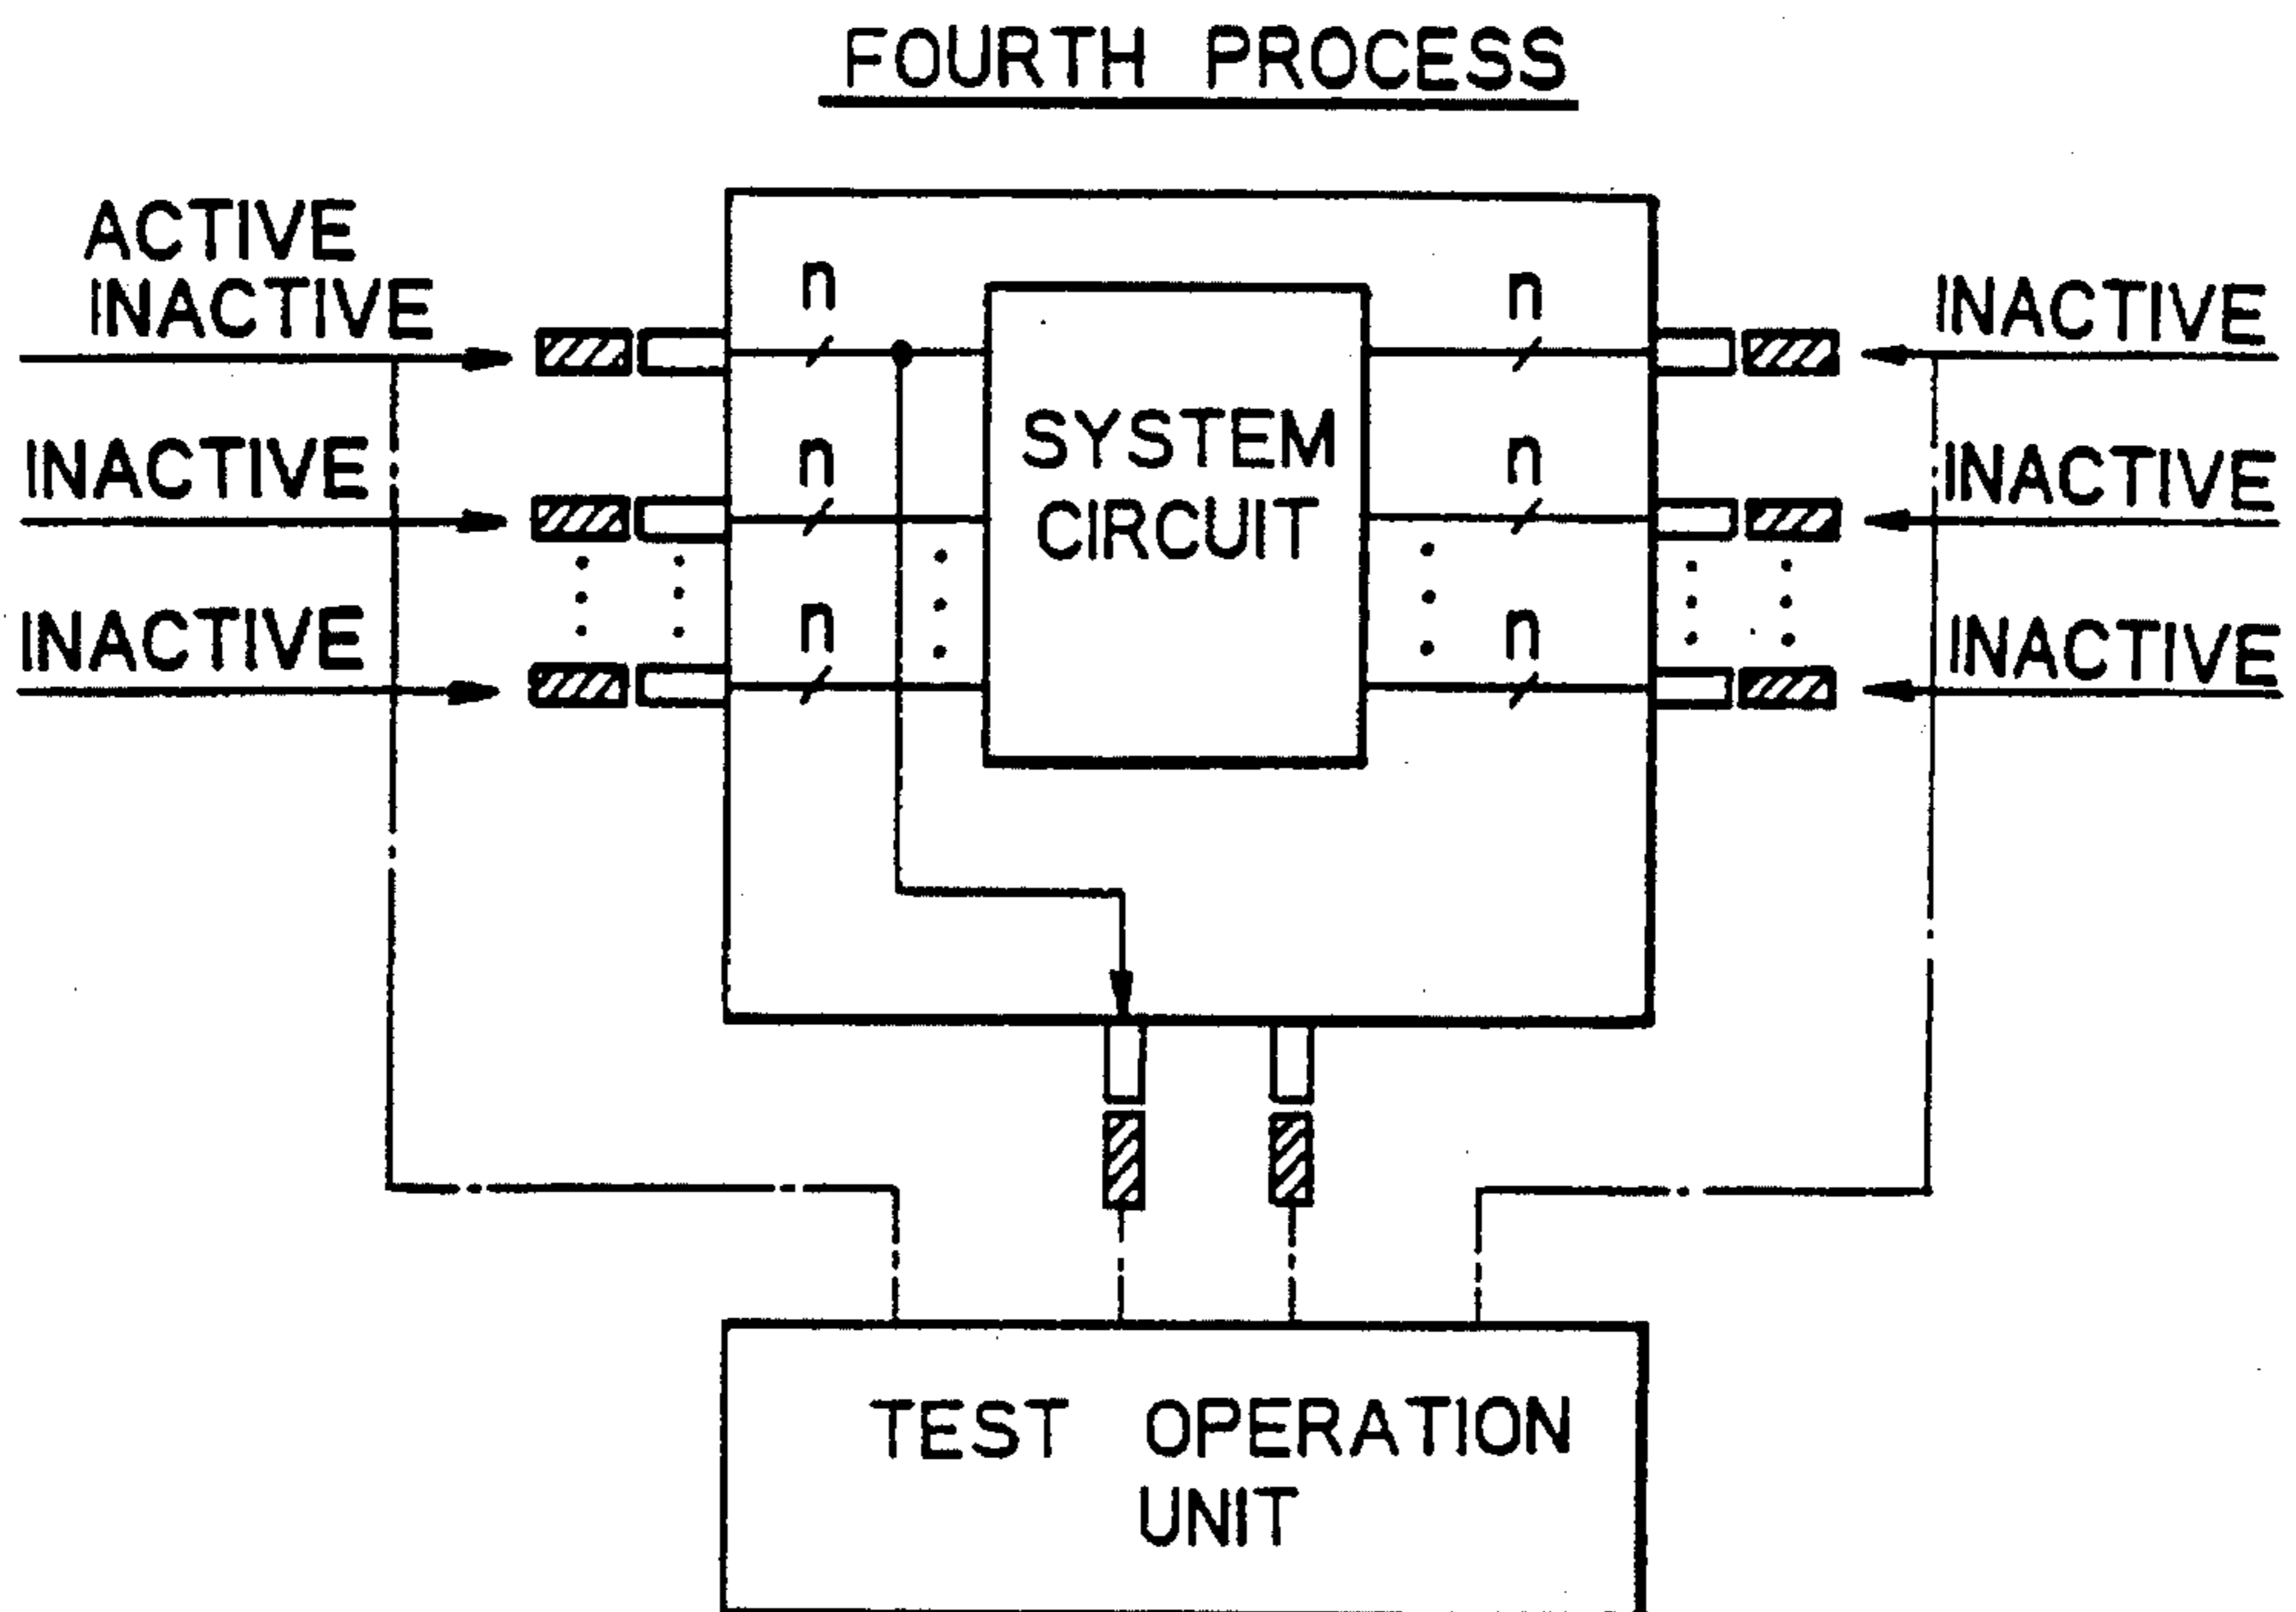 FOURTH PROCESS
ACTIVE
INACTIVE
INACTIVE
INACTIVE
n
n
n
SYSTEM
CIRCUIT
n
n
n
INACTIVE
INACTIVE
INACTIVE
TEST OPERATION
UNIT